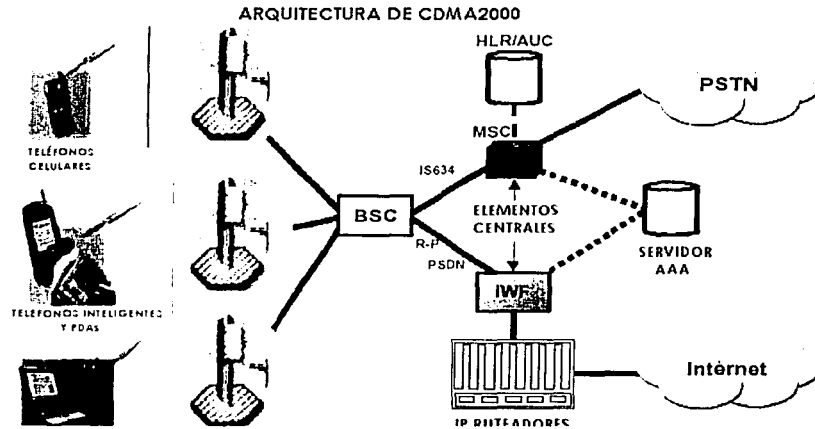 ARQUITECTURA DE CDMA2000
HLR/AUC
PSTN
MSC
TELÉFONOS
CELULARES
IS634
BSC
ELEMENTOS
CENTRALES
R-P
PSDN
SERVIDOR
AAA
IWF
TELÉFONOS INTELIGENTES
Y PDAS
Internet
IP RUTEADORES